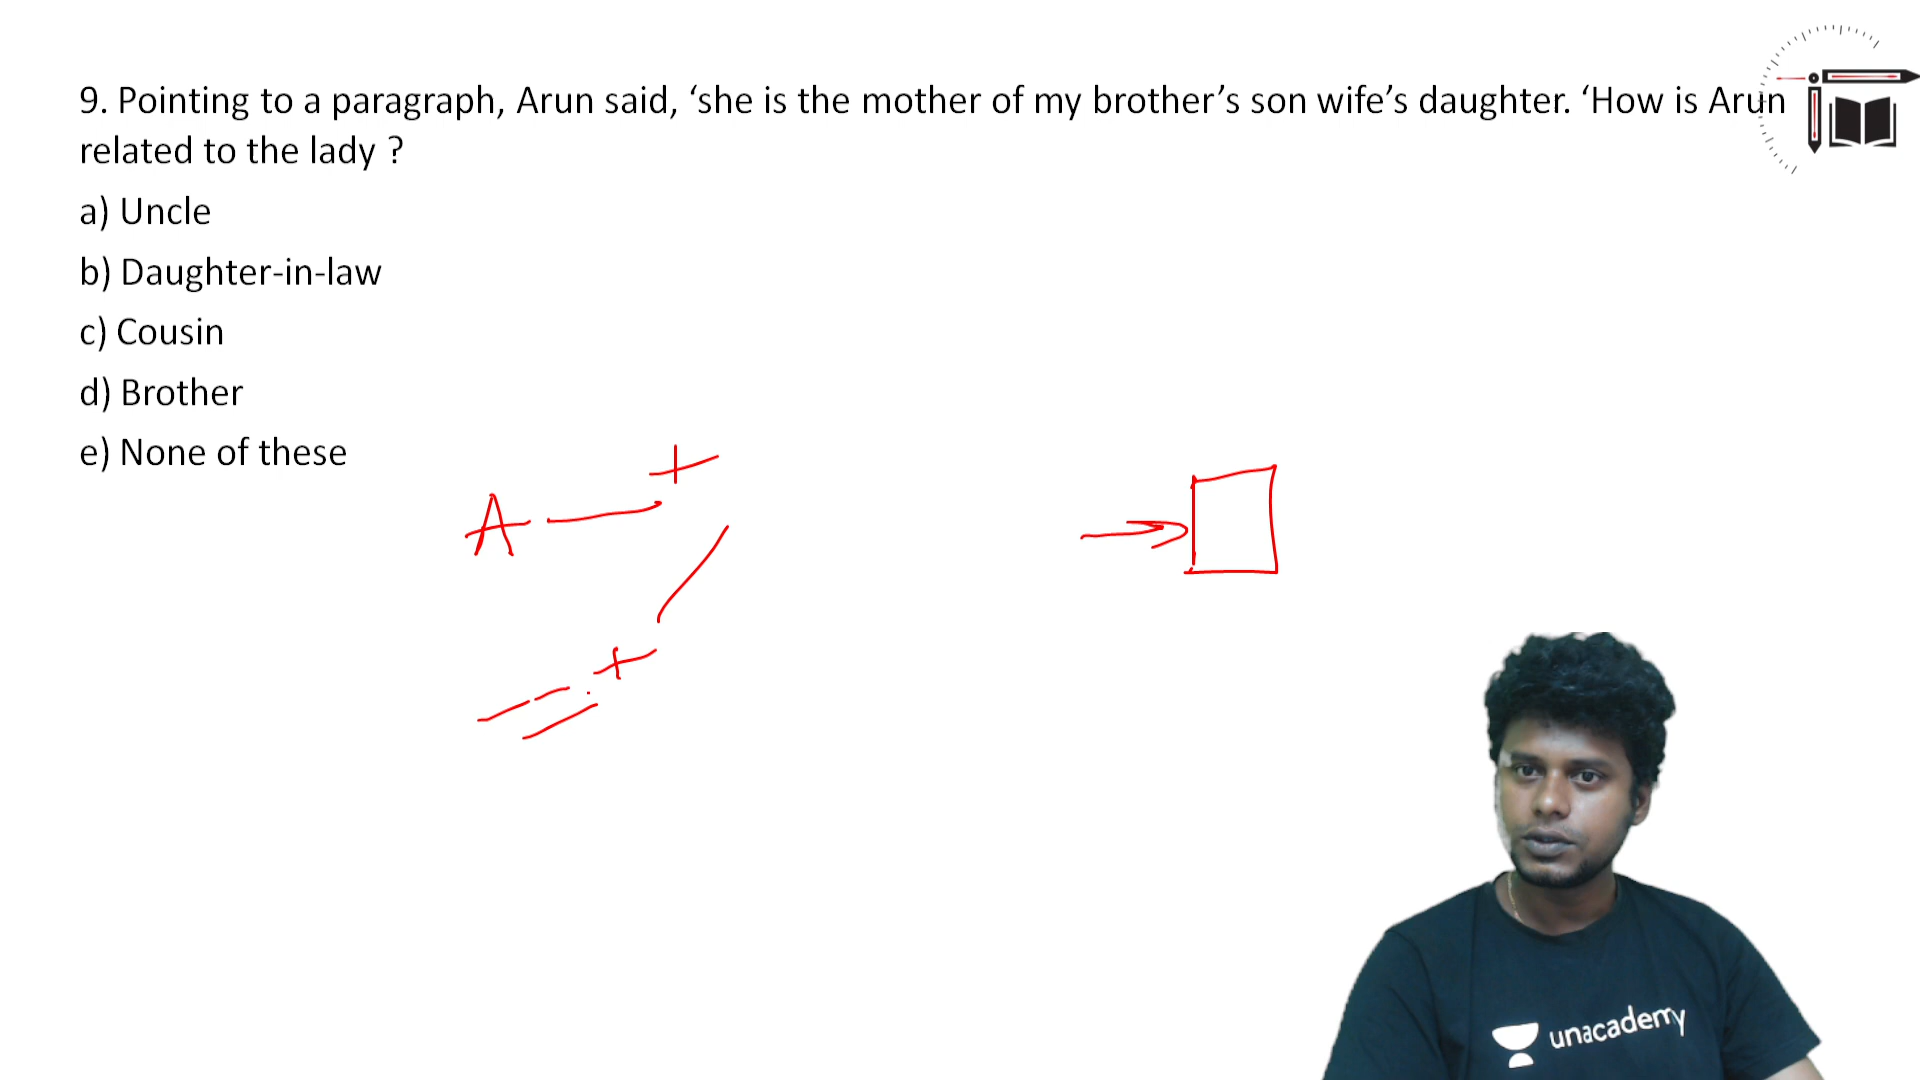 9. Pointing to a paragraph, Arun said, ‘she is the mother of my brother’s son wife’s daughter. ‘How is Arun
related to the lady ?
a) Uncle
b) Daughter-in-law
c) Cousin
d) Brother
e) None of these
A +
+
unacademy